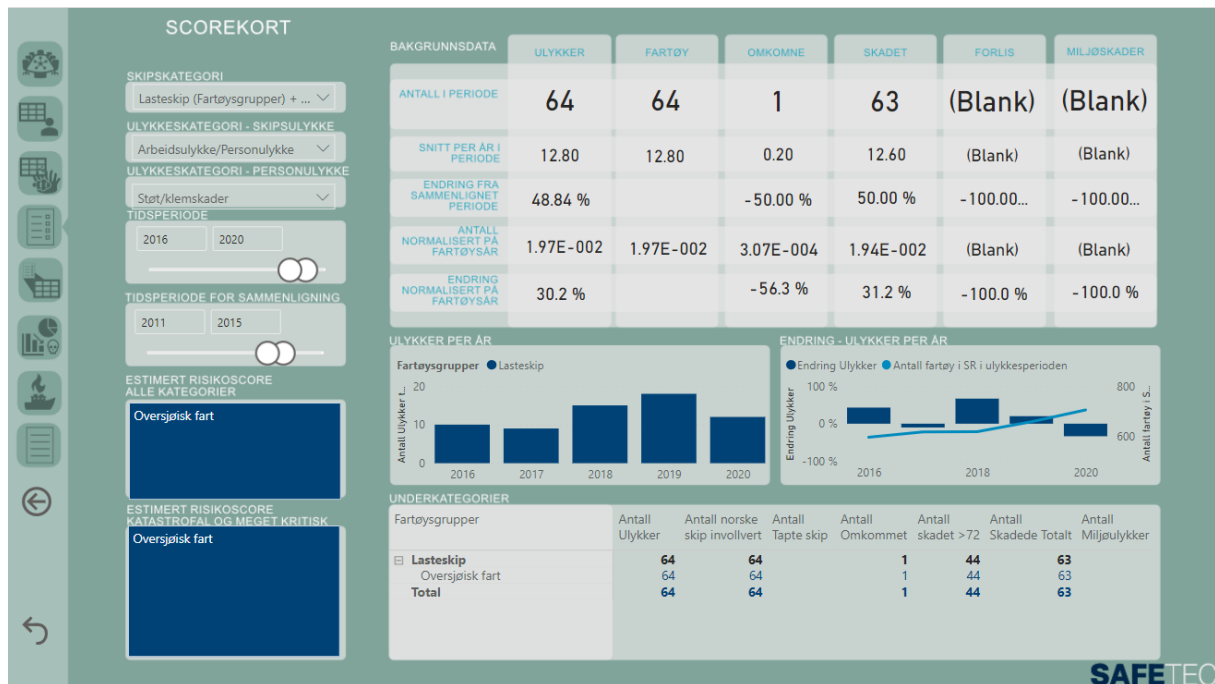 SCOREKORT
SKIPSKATEGORI
Lasteskip (Fartøysgrupper) + ...
ULYKKESKATEGORI - SKIPSULYKKE
Arbeidsulykke/Personulykke
ULYKKESKATEGORI - PERSONULYKKE
Støt/klemskader
TIDSPERIODE
2016 2020
TIDSPERIODE FOR SAMMENLIGNING
2011 2015
ESTIMERT RISIKOSCORE
ALLE KATEGORIER
Oversjøisk fart
ESTIMERT RISIKOSCORE
KATASTROFAL OG MEGET KRITISK
Oversjøisk fart
BAKGRUNNSDATA ULYKKER FARTØY OMKOMNE SKADET FORLIS MILJØSKADER
ANTALL I PERIODE 64 64 1 63 (Blank) (Blank)
SNITT PER ÅR I
PERIODE 12.80 12.80 0.20 12.60 (Blank) (Blank)
ENDRING FRA
SAMMENLIGNET
PERIODE 48.84 % -50.00 % 50.00 % -100.00... -100.00...
ANTALL
NORMALISERT PÅ
FARTØYSÅR 1.97E-002 1.97E-002 3.07E-004 1.94E-002 (Blank) (Blank)
ENDRING
NORMALISERT PÅ
FARTØYSÅR 30.2 % -56.3 % 31.2 % -100.0 % -100.0 %
ULYKKER PER ÅR
Fartøysgrupper Lasteskip
Antall Ulykker t...
20
10
0
2016 2017 2018 2019 2020
ENDRING - ULYKKER PER ÅR
Endring Ulykker Antall fartøy i SR i ulykkesperioden
Endring Ulykker
100 %
0 %
-100 %
800
600
Antall fartøy i S...
2016 2018 2020
UNDERKATEGORIER
Fartøysgrupper Antall Antall norske Antall Antall Antall Antall Antall
Ulykker skip involvert Tapte skip Omkommet skadet >72 Skadede Totalt Miljøulykker
Lasteskip 64 64 1 44 63
Oversjøisk fart 64 64 1 44 63
Total 64 64 1 44 63
SAFETEC